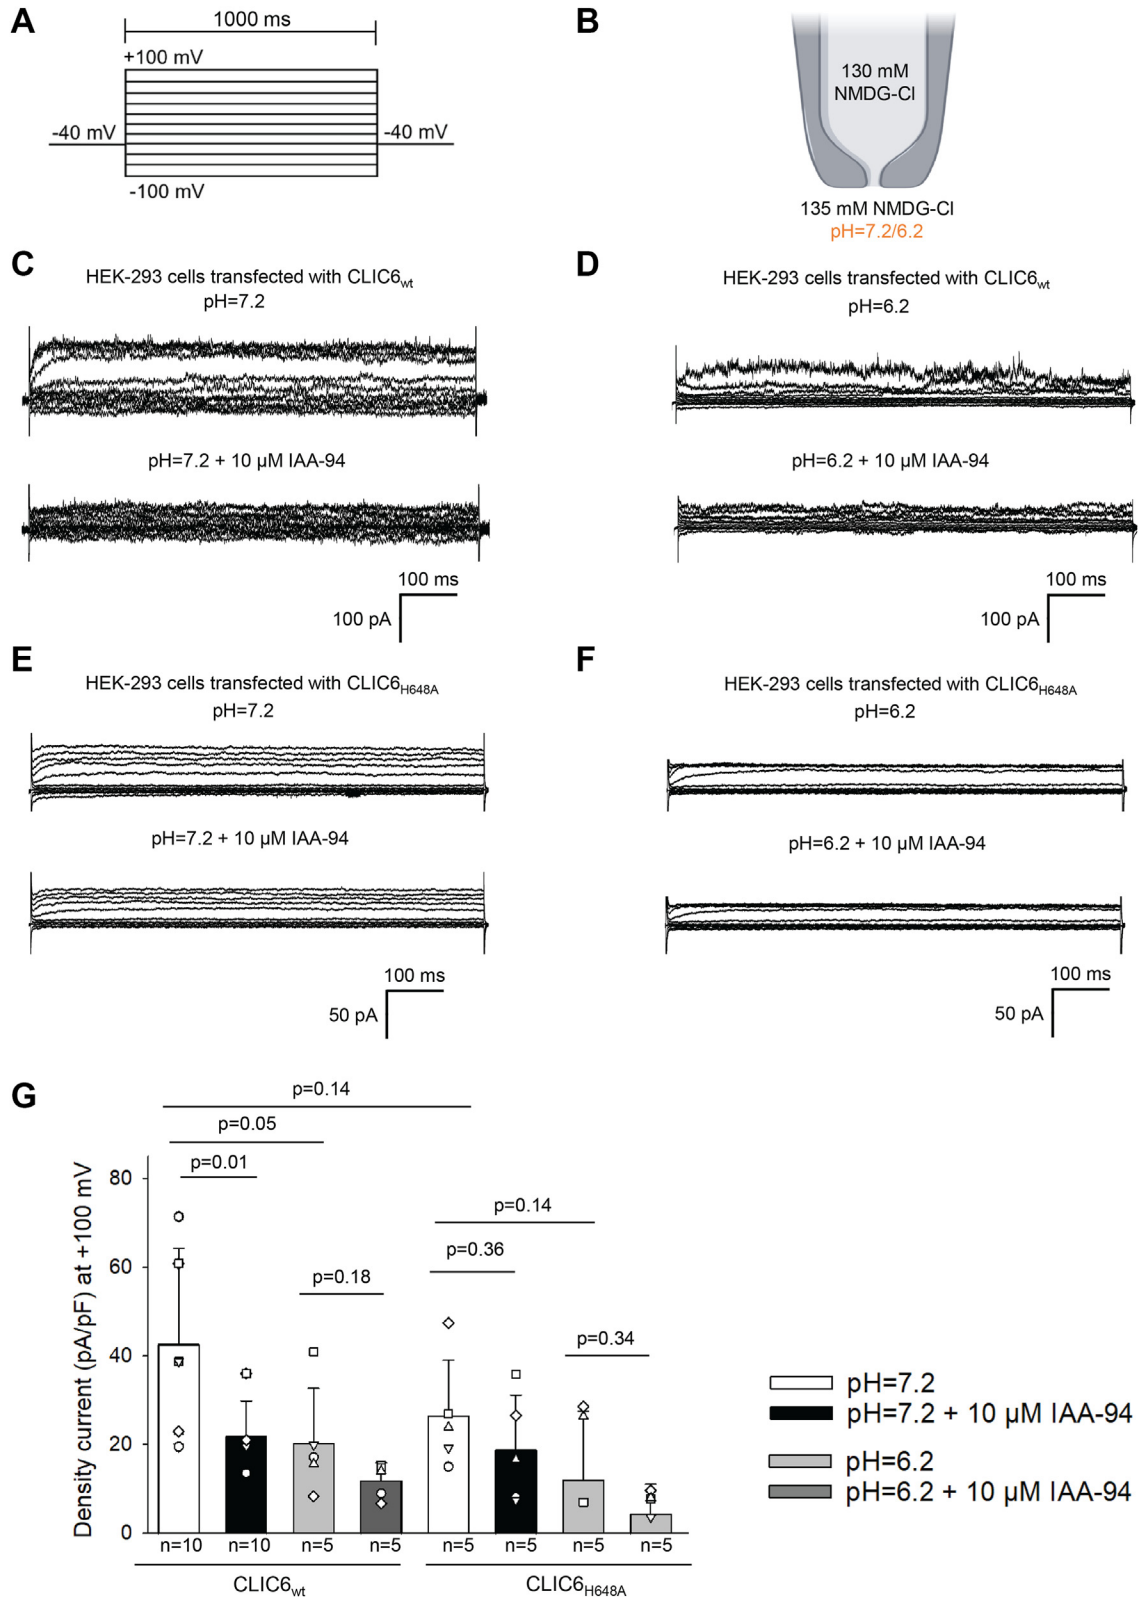 A
1000 ms
+100 mV
-40 mV
-40 mV
-100 mV
B
130 mM
NMDG-Cl
135 mM NMDG-Cl
pH=7.2/6.2
C
HEK-293 cells transfected with CLIC6wt
pH=7.2
pH=7.2 + 10 µM IAA-94
100 ms
100 pA
D
HEK-293 cells transfected with CLIC6wt
pH=6.2
pH=6.2 + 10 µM IAA-94
100 ms
100 pA
E
HEK-293 cells transfected with CLIC6H648A
pH=7.2
pH=7.2 + 10 µM IAA-94
100 ms
50 pA
F
HEK-293 cells transfected with CLIC6H648A
pH=6.2
pH=6.2 + 10 µM IAA-94
100 ms
50 pA
G
p=0.14
p=0.05
p=0.01
p=0.18
p=0.14
p=0.36
p=0.34
Density current (pA/pF) at +100 mV
80
60
40
20
0
n=10 n=10 n=5 n=5 n=5 n=5 n=5 n=5
CLIC6wt
CLIC6H648A
pH=7.2
pH=7.2 + 10 µM IAA-94
pH=6.2
pH=6.2 + 10 µM IAA-94